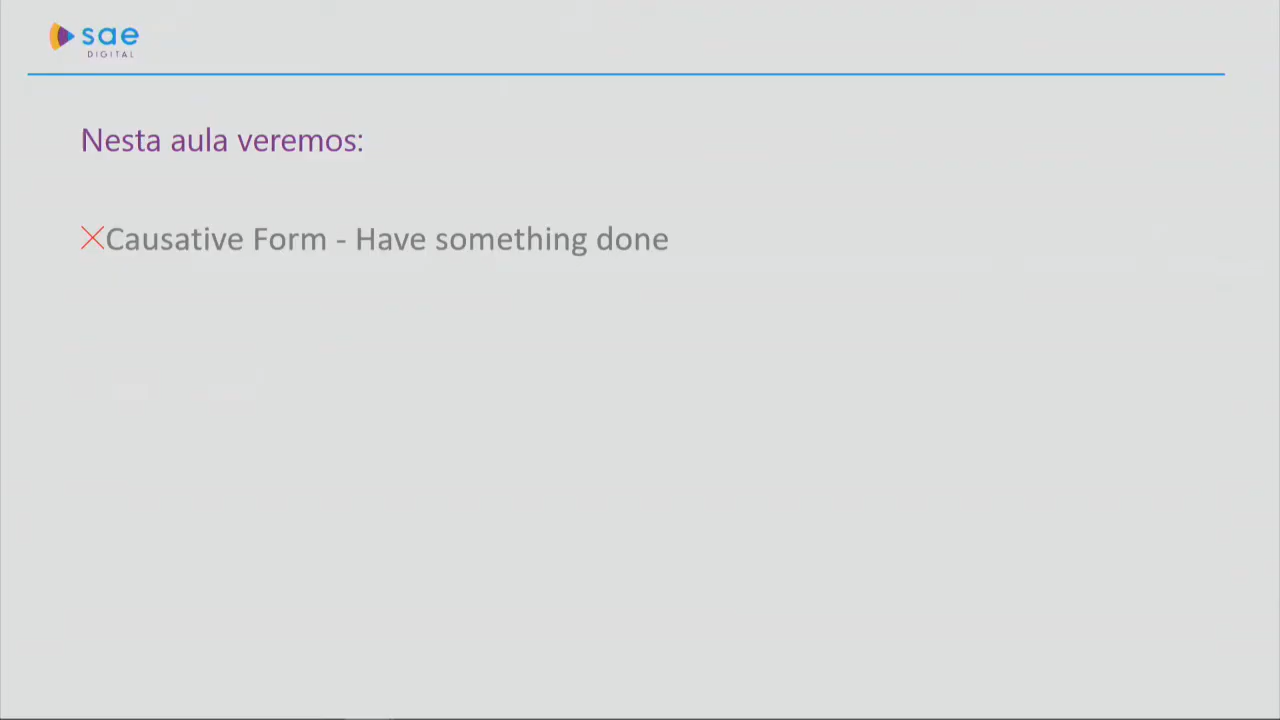 sae
DIGITAL
Nesta aula veremos:
Causative Form - Have something done